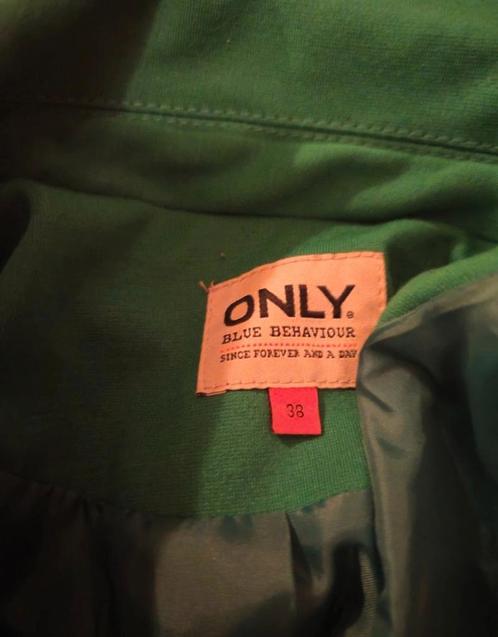 ONLY®
BLUE BEHAVIOUR
SINCE FOREVER AND A DAY
38